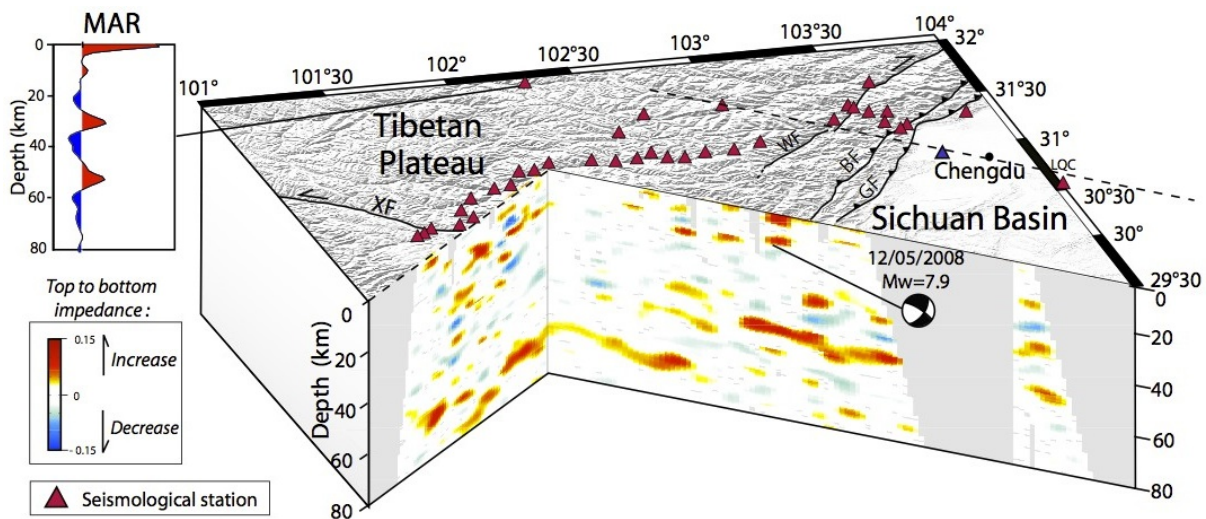 MAR
0
20
40
60
80
Depth (km)
Top to bottom
impedance :
0.15
Increase
0
Decrease
- 0.15
Seismological station
101°
101°30
102°
102°30
103°
103°30
104°
32°
31°30
31°
30°30
30°
29°30
Tibetan
Plateau
XF
WF
BF
GF
LQC
Chengdu
Sichuan Basin
12/05/2008
Mw=7.9
0
20
40
60
80
Depth (km)
0
20
40
60
80